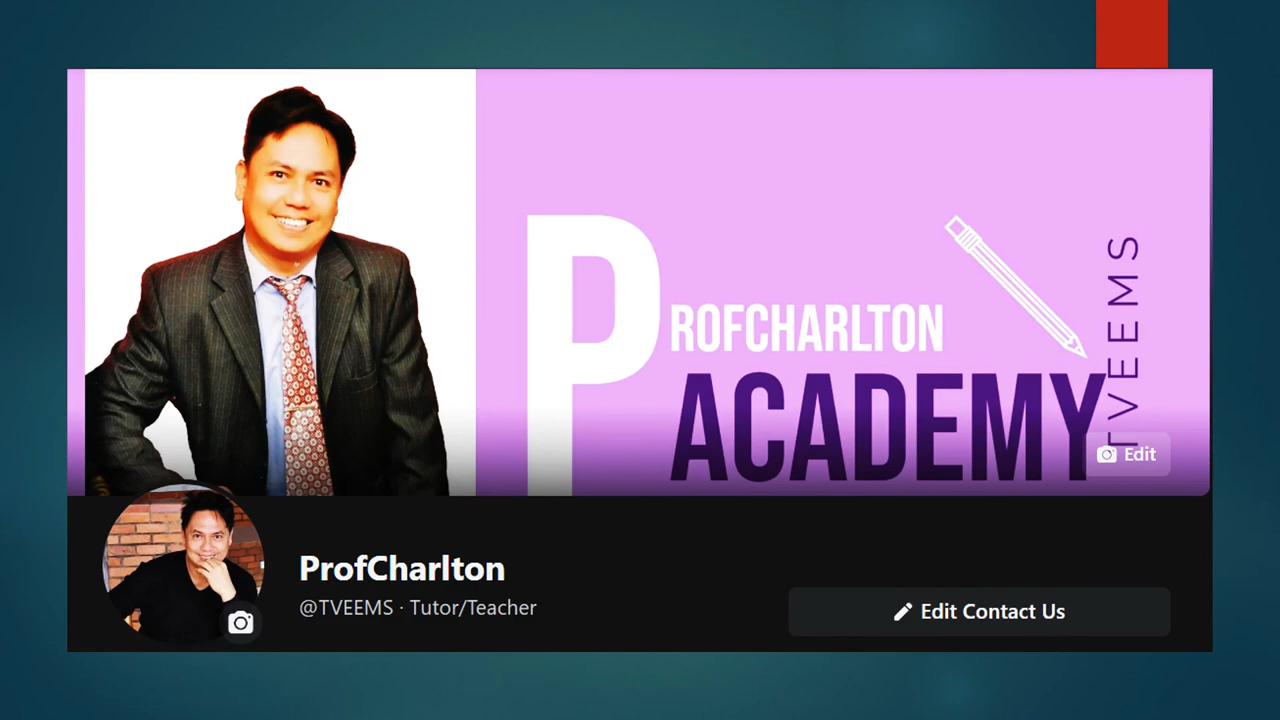 PROFCHARLTON
ACADEMY
TVEEMS
Edit
ProfCharlton
@TVEEMS · Tutor/Teacher
Edit Contact Us